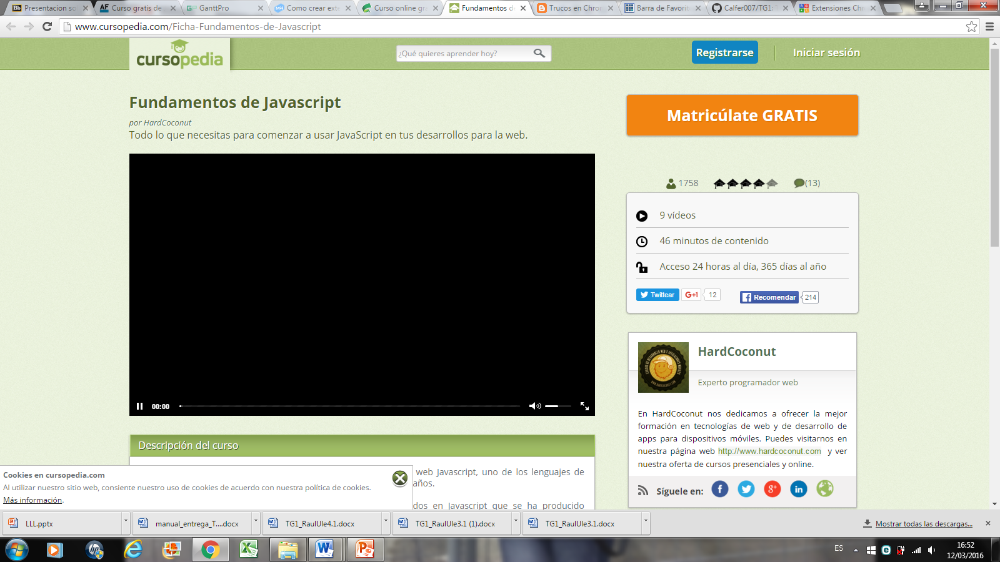 Presentacion so
Curso gratis de
GanttPro
Como crear exte
Curso online gra
Fundamentos d
Trucos en Chro
Barra de Favorit
Calfer007/TG1:
Extensiones Chr
www.cursopedia.com/Ficha-Fundamentos-de-Javascript
cursopedia
¿Qué quieres aprender hoy?
Registrarse
Iniciar sesión
Fundamentos de Javascript
por HardCoconut
Todo lo que necesitas para comenzar a usar JavaScript en tus desarrollos para la web.
Matricúlate GRATIS
1758
(13)
9 vídeos
46 minutos de contenido
Acceso 24 horas al día, 365 días al año
Twittear
G+1
12
Recomendar
214
00:00
HardCoconut
Experto programador web
En HardCoconut nos dedicamos a ofrecer la mejor
formación en tecnologías de web y de desarrollo de
apps para dispositivos móviles. Puedes visitarnos en
nuestra página web http://www.hardcoconut.com y ver
nuestra oferta de cursos presenciales y online.
Síguele en:
Descripción del curso
web Javascript, uno de los lenguajes de
años.
dos en Javascript que se ha producido
Cookies en cursopedia.com
Al utilizar nuestro sitio web, consiente nuestro uso de cookies de acuerdo con nuestra política de cookies.
Más información.
LLL.pptx
manual_entrega_T....docx
TG1_RaulUle4.1.docx
TG1_RaulUle3.1 (1).docx
TG1_RaulUle3.1.docx
Mostrar todas las descargas...
ES
16:52
12/03/2016